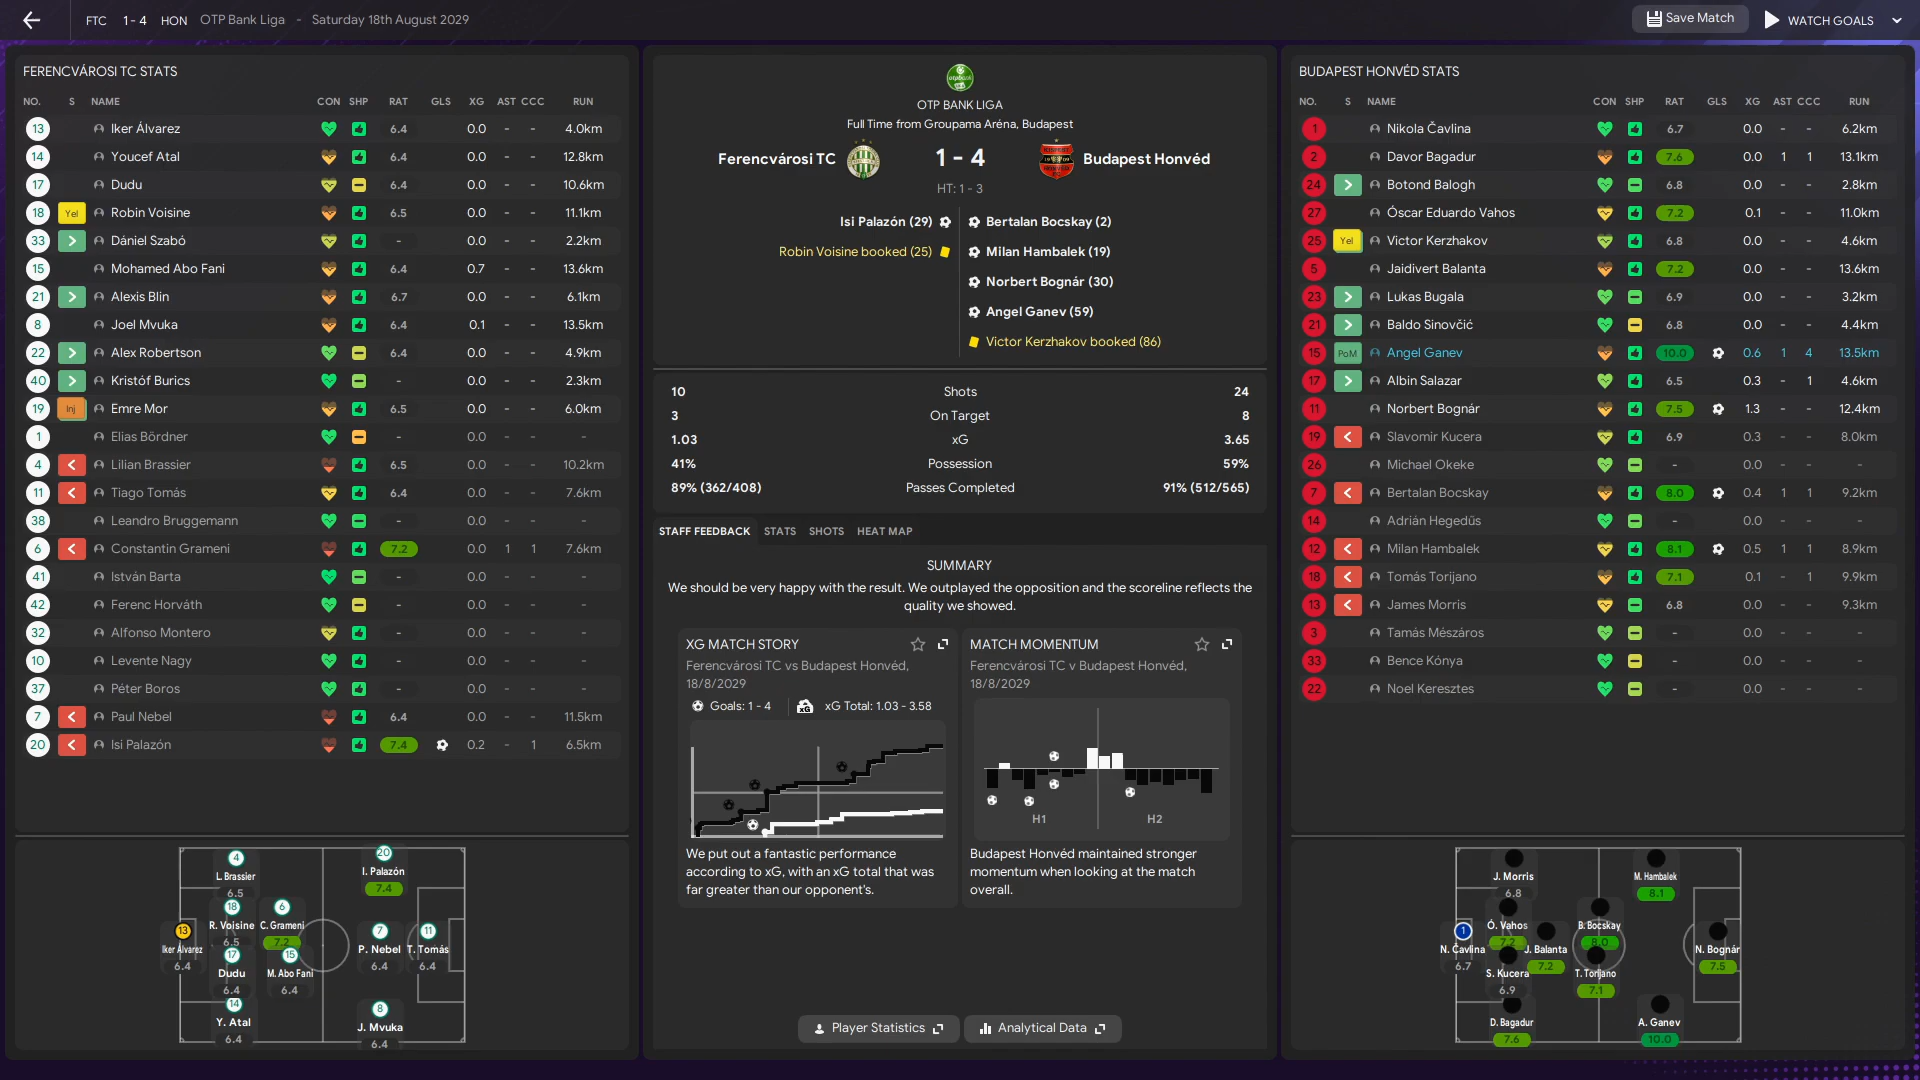 FTC 1 - 4 HON OTP Bank Liga - Saturday 18th August 2029
Save Match
WATCH GOALS
FERENCVÁROSI TC STATS
NO. S NAME CON SHP RAT GLS XG AST CCC RUN
13 Iker Álvarez 6.4 0.0 - - 4.0km
14 Youcef Atal 6.4 0.0 - - 12.8km
17 Dudu 6.4 0.0 - - 10.6km
18 Yel Robin Voisine 6.5 0.0 - - 11.1km
33 Dániel Szabó - 0.0 - - 2.2km
15 Mohamed Abo Fani 6.4 0.7 - - 13.6km
21 Alexis Blin 6.7 0.0 - - 6.1km
8 Joel Mvuka 6.4 0.1 - - 13.5km
22 Alex Robertson 6.4 0.0 - - 4.9km
40 Kristóf Burics - 0.0 - - 2.3km
19 Inj Emre Mor 6.5 0.0 - - 6.0km
1 Elias Bördner - 0.0 - - -
4 Lilian Brassier 6.5 0.0 - - 10.2km
11 Tiago Tomás 6.4 0.0 - - 7.6km
38 Leandro Bruggemann - 0.0 - - -
6 Constantin Grameni 7.2 0.0 1 1 7.6km
41 István Barta - 0.0 - - -
42 Ferenc Horváth - 0.0 - - -
32 Alfonso Montero - 0.0 - - -
10 Levente Nagy - 0.0 - - -
37 Péter Boros - 0.0 - - -
7 Paul Nebel 6.4 0.0 - - 11.5km
20 Isi Palazón 7.4 0.2 - 1 6.5km
4
L. Brassier
6.5
20
I. Palazón
7.4
18
R. Voisine
6.5
6
C. Grameni
7.2
13
Iker Álvarez
6.4
7
P. Nebel
6.4
11
T. Tomás
6.4
17
Dudu
6.4
15
M. Abo Fani
6.4
14
Y. Atal
6.4
8
J. Mvuka
6.4
otpbank
OTP BANK LIGA
Full Time from Groupama Aréna, Budapest
Ferencvárosi TC 1 - 4 Budapest Honvéd
HT: 1 - 3
Isi Palazón (29)
Robin Voisine booked (25)
Bertalan Bocskay (2)
Milan Hambalek (19)
Norbert Bognár (30)
Angel Ganev (59)
Victor Kerzhakov booked (86)
10 Shots 24
3 On Target 8
1.03 xG 3.65
41% Possession 59%
89% (362/408) Passes Completed 91% (512/565)
STAFF FEEDBACK STATS SHOTS HEAT MAP
SUMMARY
We should be very happy with the result. We outplayed the opposition and the scoreline reflects the
quality we showed.
XG MATCH STORY
Ferencvárosi TC vs Budapest Honvéd,
18/8/2029
Goals: 1 - 4 xG xG Total: 1.03 - 3.58
We put out a fantastic performance
according to xG, with an xG total that was
far greater than our opponent's.
MATCH MOMENTUM
Ferencvárosi TC v Budapest Honvéd,
18/8/2029
H1 H2
Budapest Honvéd maintained stronger
momentum when looking at the match
overall.
Player Statistics
Analytical Data
BUDAPEST HONVÉD STATS
NO. S NAME CON SHP RAT GLS XG AST CCC RUN
1 Nikola Čavlina 6.7 0.0 - - 6.2km
2 Davor Bagadur 7.6 0.0 1 1 13.1km
24 Botond Balogh 6.8 0.0 - - 2.8km
27 Óscar Eduardo Vahos 7.2 0.1 - - 11.0km
25 Yel Victor Kerzhakov 6.8 0.0 - - 4.6km
5 Jaidivert Balanta 7.2 0.0 - - 13.6km
23 Lukas Bugala 6.9 0.0 - - 3.2km
21 Baldo Sinovčić 6.8 0.0 - - 4.4km
15 PoM Angel Ganev 10.0 0.6 1 4 13.5km
17 Albin Salazar 6.5 0.3 - 1 4.6km
11 Norbert Bognár 7.5 1.3 - - 12.4km
19 Slavomir Kucera 6.9 0.3 - - 8.0km
26 Michael Okeke - 0.0 - - -
7 Bertalan Bocskay 8.0 0.4 1 1 9.2km
14 Adrián Hegedűs - 0.0 - - -
12 Milan Hambalek 8.1 0.5 1 1 8.9km
18 Tomás Torijano 7.1 0.1 - 1 9.9km
13 James Morris 6.8 0.0 - - 9.3km
3 Tamás Mészáros - 0.0 - - -
33 Bence Kónya - 0.0 - - -
22 Noel Keresztes - 0.0 - - -
J. Morris
6.8
M. Hambalek
8.1
Ó. Vahos
7.2
B. Bocskay
8.0
1
N. Čavlina
6.7
J. Balanta
7.2
N. Bognár
7.5
S. Kucera
6.9
T. Torijano
7.1
D. Bagadur
7.6
A. Ganev
10.0